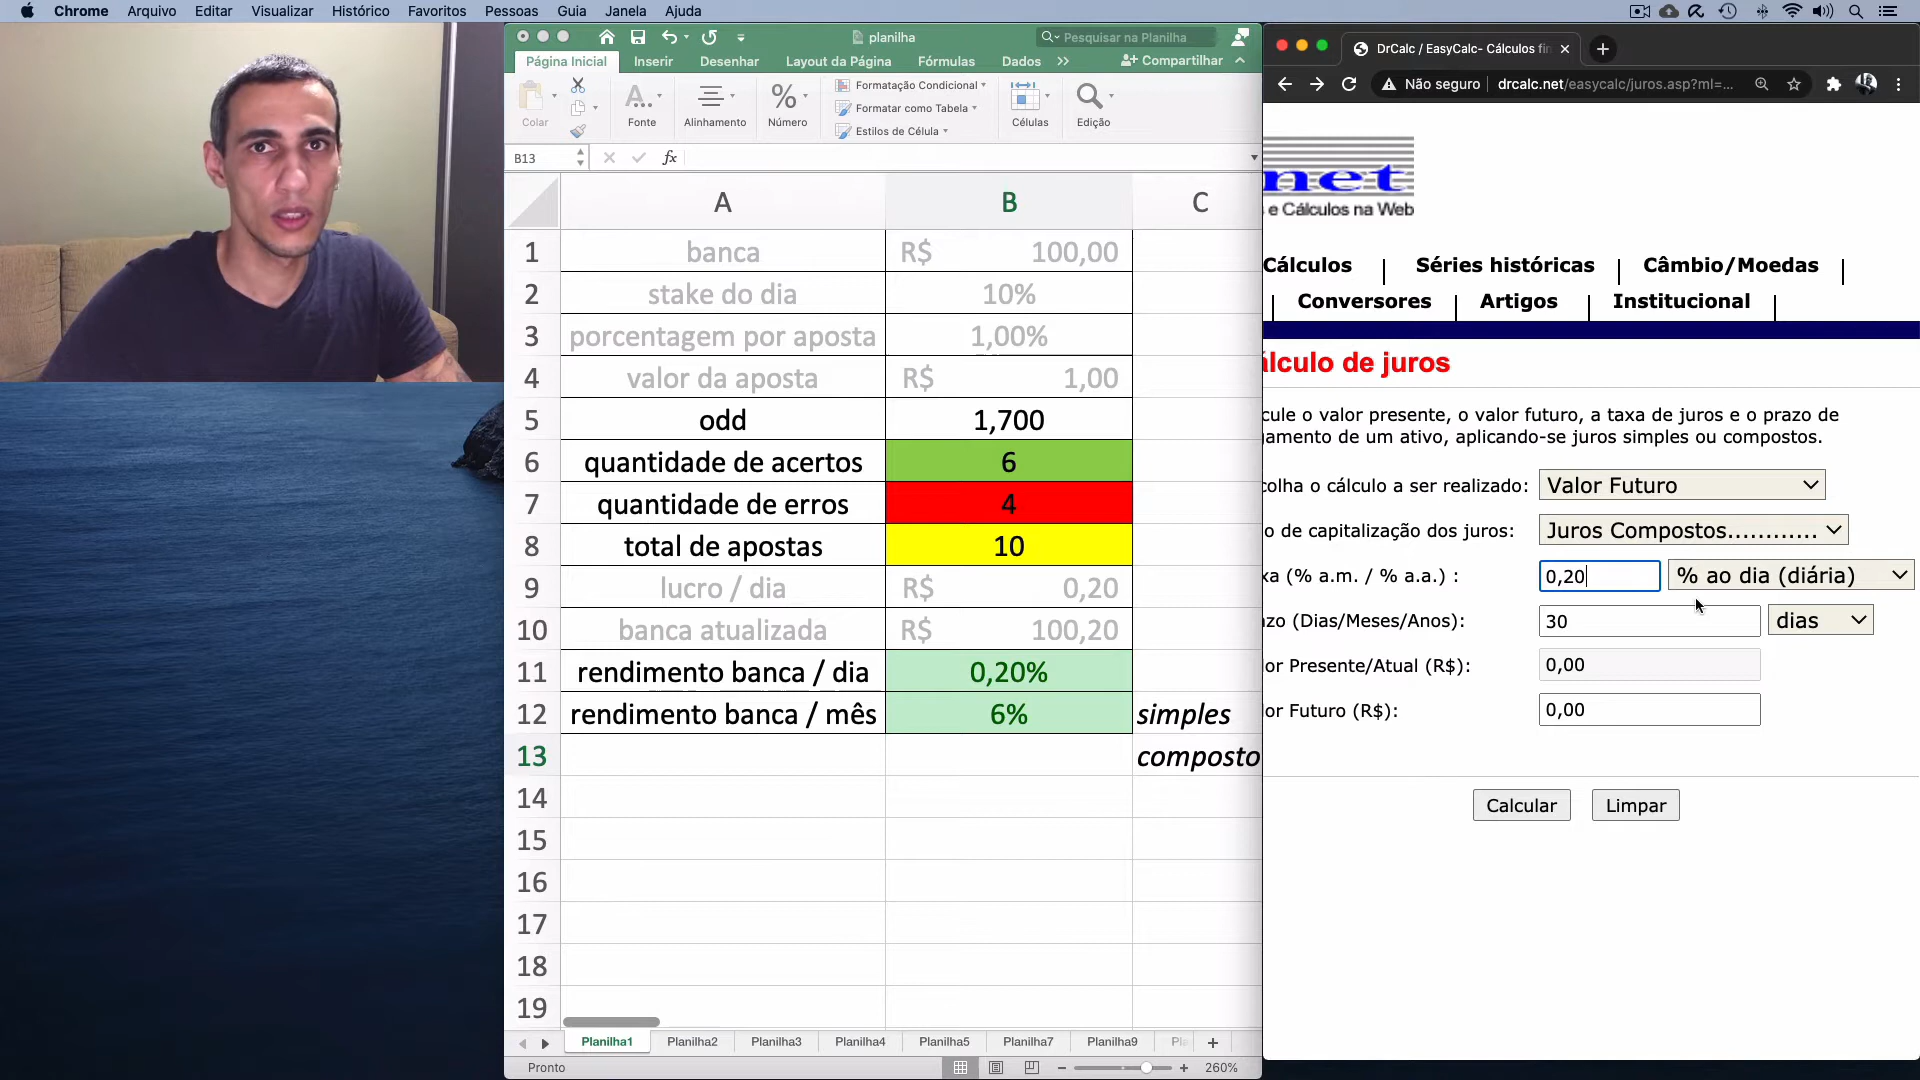 Chrome Arquivo Editar Visualizar Histórico Favoritos Pessoas Guia Janela Ajuda
planilha
Pesquisar na Planilha
Página Inicial Inserir Desenhar Layout da Página Fórmulas Dados
Compartilhar
Colar
Fonte
Alinhamento
Número
Formatação Condicional
Formatar como Tabela
Estilos de Célula
Células
Edição
B13
fx
A B C
1 banca R$ 100,00
2 stake do dia 10%
3 porcentagem por aposta 1,00%
4 valor da aposta R$ 1,00
5 odd 1,700
6 quantidade de acertos 6
7 quantidade de erros 4
8 total de apostas 10
9 lucro / dia R$ 0,20
10 banca atualizada R$ 100,20
11 rendimento banca / dia 0,20%
12 rendimento banca / mês 6% simples
13 composto
14
15
16
17
18
19
Planilha1 Planilha2 Planilha3 Planilha4 Planilha5 Planilha7 Planilha9
Pronto
260%
DrCalc / EasyCalc- Cálculos fin
Não seguro drcalc.net/easycalc/juros.asp?ml=...
net
s e Cálculos na Web
Cálculos Séries históricas Câmbio/Moedas
Conversores Artigos Institucional
álculo de juros
cule o valor presente, o valor futuro, a taxa de juros e o prazo de
gamento de um ativo, aplicando-se juros simples ou compostos.
colha o cálculo a ser realizado: Valor Futuro
o de capitalização dos juros: Juros Compostos............
xa (% a.m. / % a.a.) : 0,20 % ao dia (diária)
azo (Dias/Meses/Anos): 30 dias
or Presente/Atual (R$): 0,00
or Futuro (R$): 0,00
Calcular Limpar